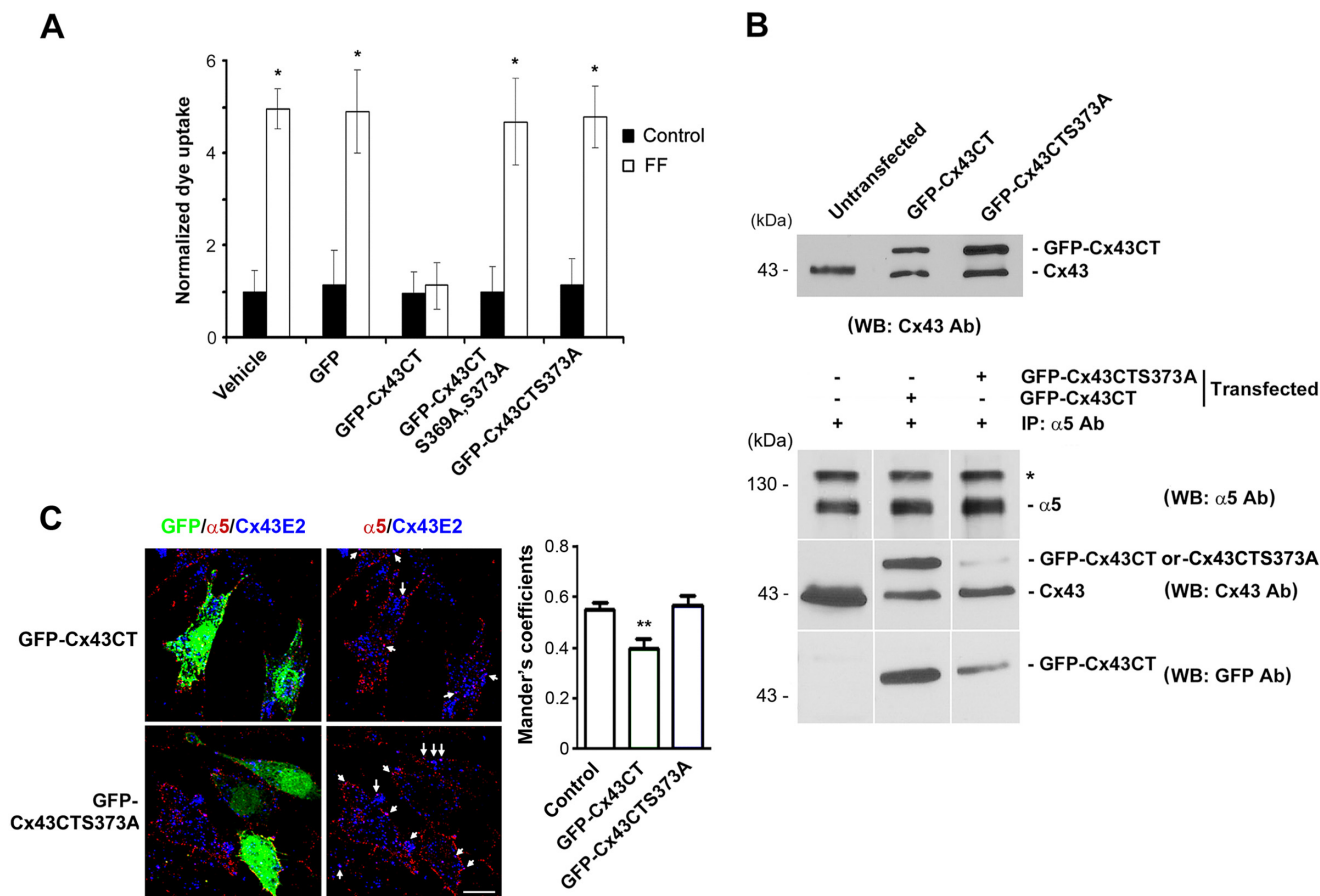 A
Normalized dye uptake
6
4
2
0
*
*
*
*
Control
FF
Vehicle
GFP
GFP-Cx43CT
GFP-Cx43CT
S369A,S373A
GFP-Cx43CTS373A
B
Untransfected
GFP-Cx43CT
GFP-Cx43CTS373A
(kDa)
43 -
- GFP-Cx43CT
- Cx43
(WB: Cx43 Ab)
- - + GFP-Cx43CTS373A
- + - GFP-Cx43CT
Transfected
+ + + IP: α5 Ab
(kDa)
130 -
*
- α5
(WB: α5 Ab)
- GFP-Cx43CT or-Cx43CTS373A
43 -
- Cx43
(WB: Cx43 Ab)
- GFP-Cx43CT
(WB: GFP Ab)
43 -
C
GFP/α5/Cx43E2
α5/Cx43E2
GFP-Cx43CT
GFP-
Cx43CTS373A
Mander's coefficients
0.8
0.6
0.4
0.2
0
**
Control
GFP-Cx43CT
GFP-Cx43CTS373A